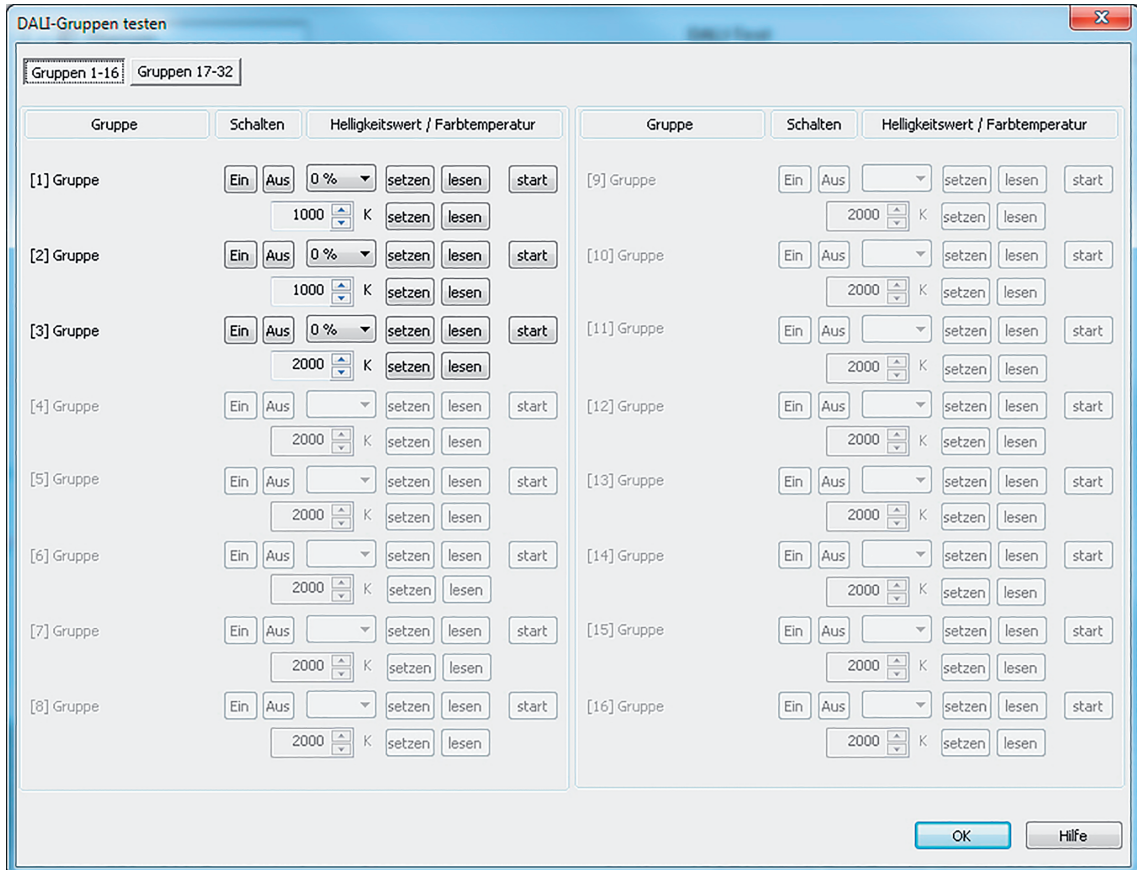 DALI-Gruppen testen
Gruppen 1-16 Gruppen 17-32
Gruppe Schalten Helligkeitswert / Farbtemperatur
[1] Gruppe Ein Aus 0 % setzen lesen start
1000 K setzen lesen
[2] Gruppe Ein Aus 0 % setzen lesen start
1000 K setzen lesen
[3] Gruppe Ein Aus 0 % setzen lesen start
2000 K setzen lesen
[4] Gruppe Ein Aus setzen lesen start
2000 K setzen lesen
[5] Gruppe Ein Aus setzen lesen start
2000 K setzen lesen
[6] Gruppe Ein Aus setzen lesen start
2000 K setzen lesen
[7] Gruppe Ein Aus setzen lesen start
2000 K setzen lesen
[8] Gruppe Ein Aus setzen lesen start
2000 K setzen lesen
Gruppe Schalten Helligkeitswert / Farbtemperatur
[9] Gruppe Ein Aus setzen lesen start
2000 K setzen lesen
[10] Gruppe Ein Aus setzen lesen start
2000 K setzen lesen
[11] Gruppe Ein Aus setzen lesen start
2000 K setzen lesen
[12] Gruppe Ein Aus setzen lesen start
2000 K setzen lesen
[13] Gruppe Ein Aus setzen lesen start
2000 K setzen lesen
[14] Gruppe Ein Aus setzen lesen start
2000 K setzen lesen
[15] Gruppe Ein Aus setzen lesen start
2000 K setzen lesen
[16] Gruppe Ein Aus setzen lesen start
2000 K setzen lesen
OK Hilfe